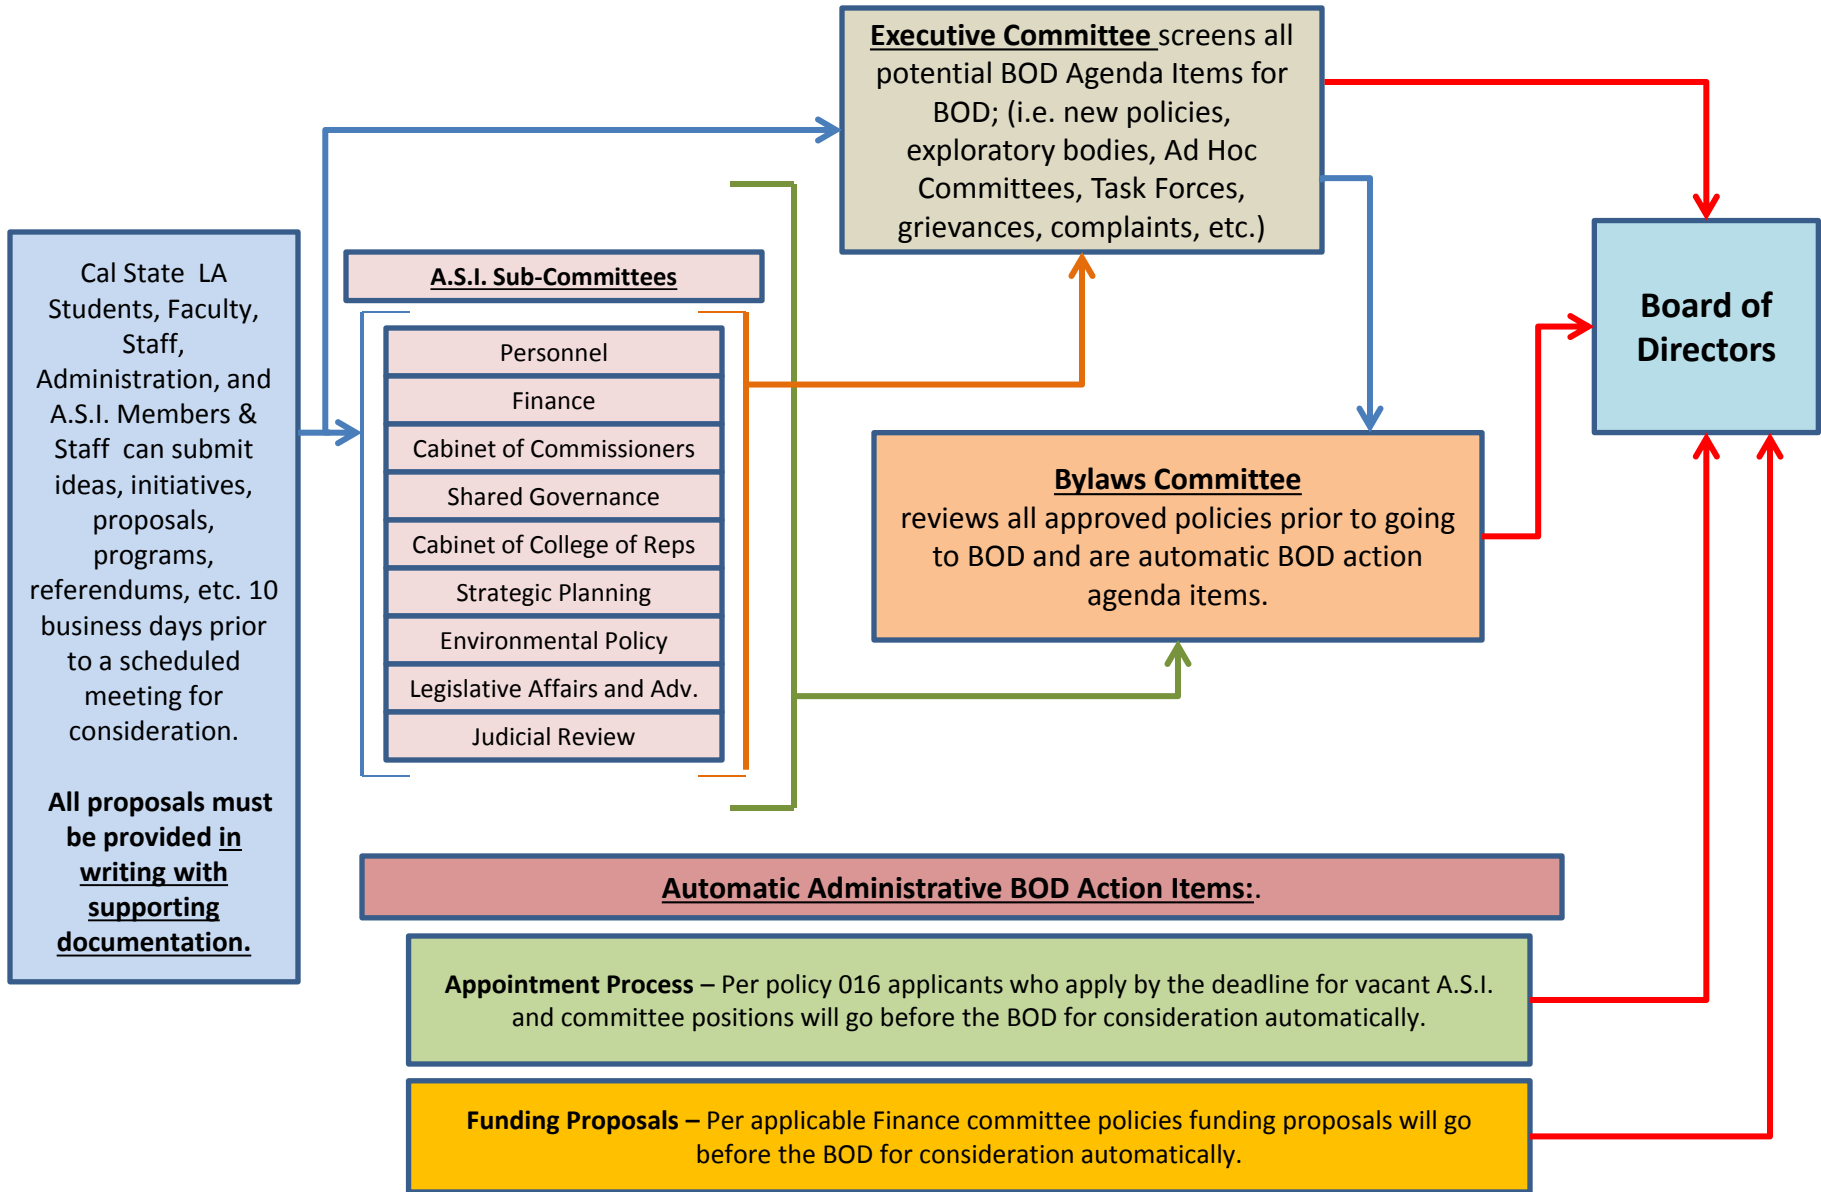 Cal State  LA
Students, Faculty,
Staff,
Administration, and
A.S.I. Members &
Staff  can submit
ideas, initiatives,
proposals,
programs,
referendums, etc. 10
business days prior
to a scheduled
meeting for
consideration.
All proposals must
be provided in
writing with
supporting
documentation.
A.S.I. Sub-Committees
Personnel
Finance
Cabinet of Commissioners
Shared Governance
Cabinet of College of Reps
Strategic Planning
Environmental Policy
Legislative Affairs and Adv.
Judicial Review
Executive Committee screens all
potential BOD Agenda Items for
BOD; (i.e. new policies,
exploratory bodies, Ad Hoc
Committees, Task Forces,
grievances, complaints, etc.)
Bylaws Committee
reviews all approved policies prior to going
to BOD and are automatic BOD action
agenda items.
Board of
Directors
Automatic Administrative BOD Action Items:.
Appointment Process – Per policy 016 applicants who apply by the deadline for vacant A.S.I.
and committee positions will go before the BOD for consideration automatically.
Funding Proposals – Per applicable Finance committee policies funding proposals will go
before the BOD for consideration automatically.